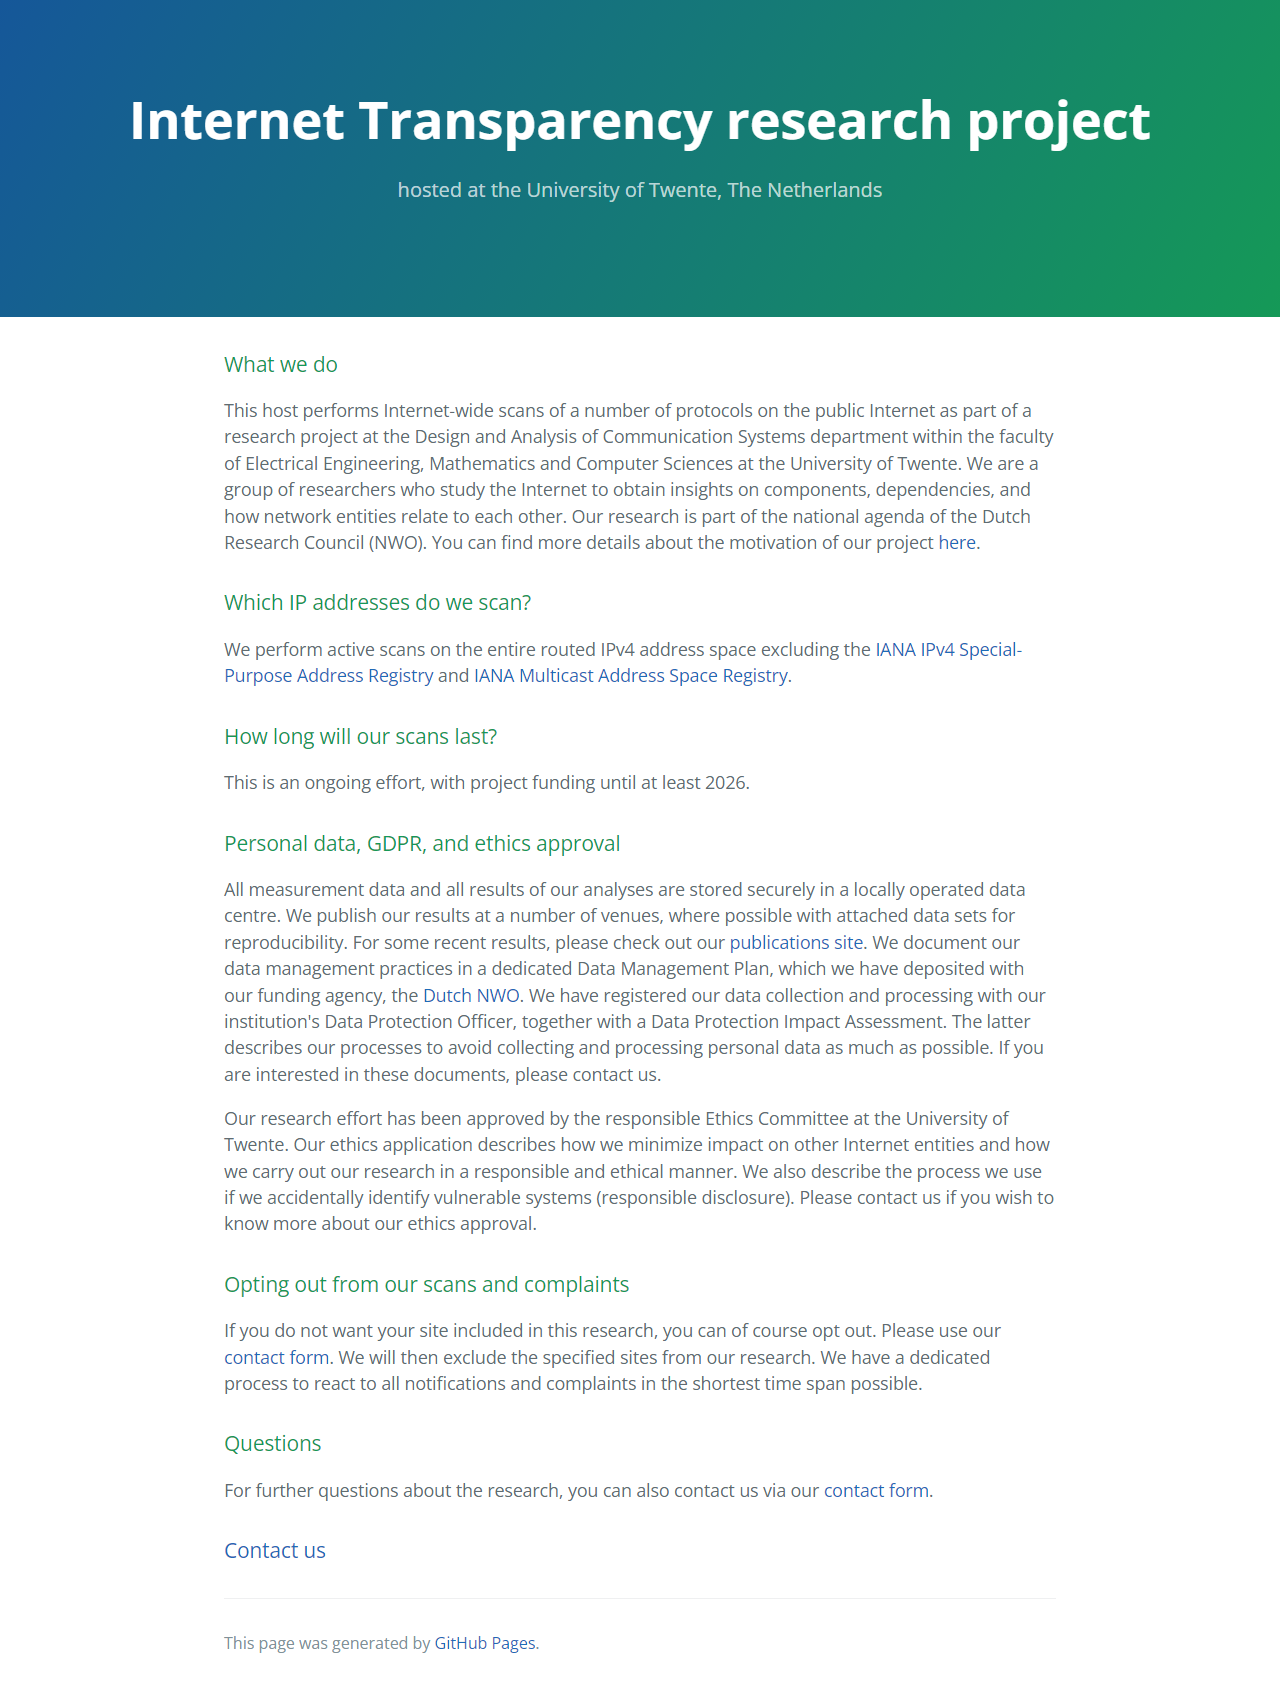 Internet Transparency research project
hosted at the University of Twente, The Netherlands
What we do
This host performs Internet-wide scans of a number of protocols on the public Internet as part of a
research project at the Design and Analysis of Communication Systems department within the faculty
of Electrical Engineering, Mathematics and Computer Sciences at the University of Twente. We are a
group of researchers who study the Internet to obtain insights on components, dependencies, and
how network entities relate to each other. Our research is part of the national agenda of the Dutch
Research Council (NWO). You can find more details about the motivation of our project here.
Which IP addresses do we scan?
We perform active scans on the entire routed IPv4 address space excluding the IANA IPv4 Special-
Purpose Address Registry and IANA Multicast Address Space Registry.
How long will our scans last?
This is an ongoing effort, with project funding until at least 2026.
Personal data, GDPR, and ethics approval
All measurement data and all results of our analyses are stored securely in a locally operated data
centre. We publish our results at a number of venues, where possible with attached data sets for
reproducibility. For some recent results, please check out our publications site. We document our
data management practices in a dedicated Data Management Plan, which we have deposited with
our funding agency, the Dutch NWO. We have registered our data collection and processing with our
institution's Data Protection Officer, together with a Data Protection Impact Assessment. The latter
describes our processes to avoid collecting and processing personal data as much as possible. If you
are interested in these documents, please contact us.
Our research effort has been approved by the responsible Ethics Committee at the University of
Twente. Our ethics application describes how we minimize impact on other Internet entities and how
we carry out our research in a responsible and ethical manner. We also describe the process we use
if we accidentally identify vulnerable systems (responsible disclosure). Please contact us if you wish to
know more about our ethics approval.
Opting out from our scans and complaints
If you do not want your site included in this research, you can of course opt out. Please use our
contact form. We will then exclude the specified sites from our research. We have a dedicated
process to react to all notifications and complaints in the shortest time span possible.
Questions
For further questions about the research, you can also contact us via our contact form.
Contact us
This page was generated by GitHub Pages.